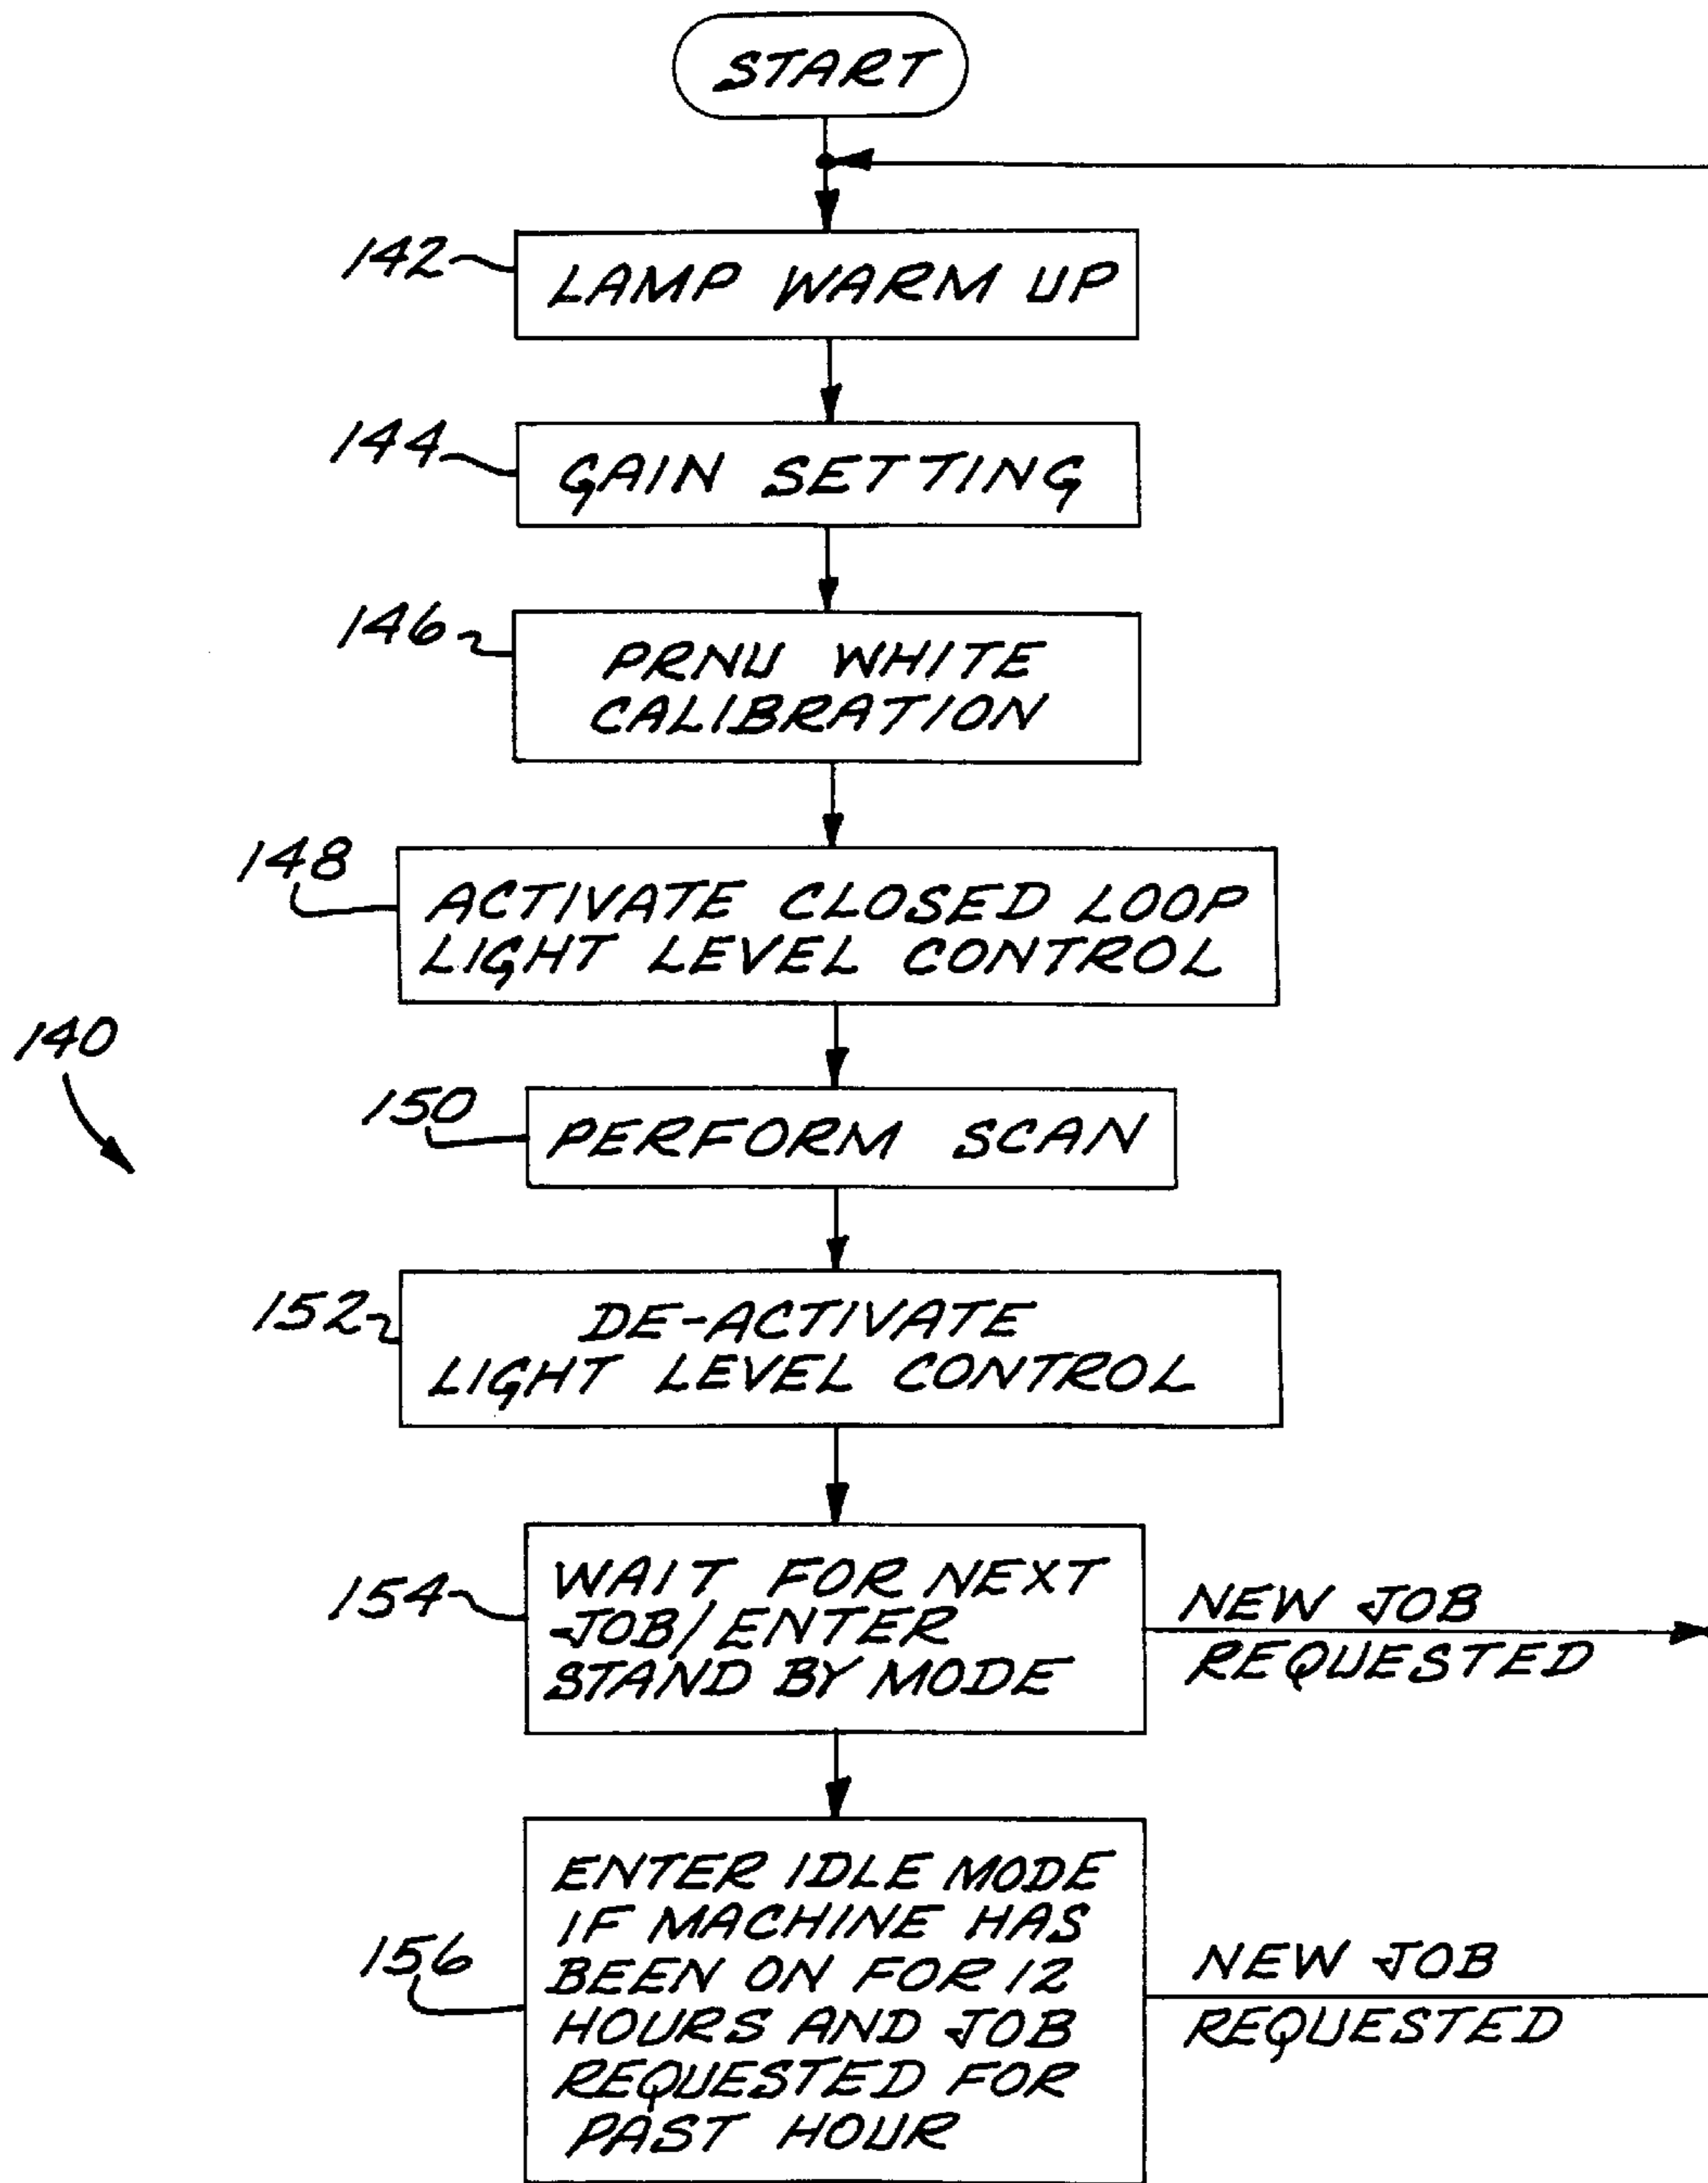 START
142
LAMP WARM UP
144
GAIN SETTING
146
PRNU WHITE
CALIBRATION
148
ACTIVATE CLOSED LOOP
LIGHT LEVEL CONTROL
140
150
PERFORM SCAN
152
DE-ACTIVATE
LIGHT LEVEL CONTROL
154
WAIT FOR NEXT
JOB/ENTER
STAND BY MODE
NEW JOB
REQUESTED
156
ENTER IDLE MODE
IF MACHINE HAS
BEEN ON FOR 12
HOURS AND JOB
REQUESTED FOR
PAST HOUR
NEW JOB
REQUESTED